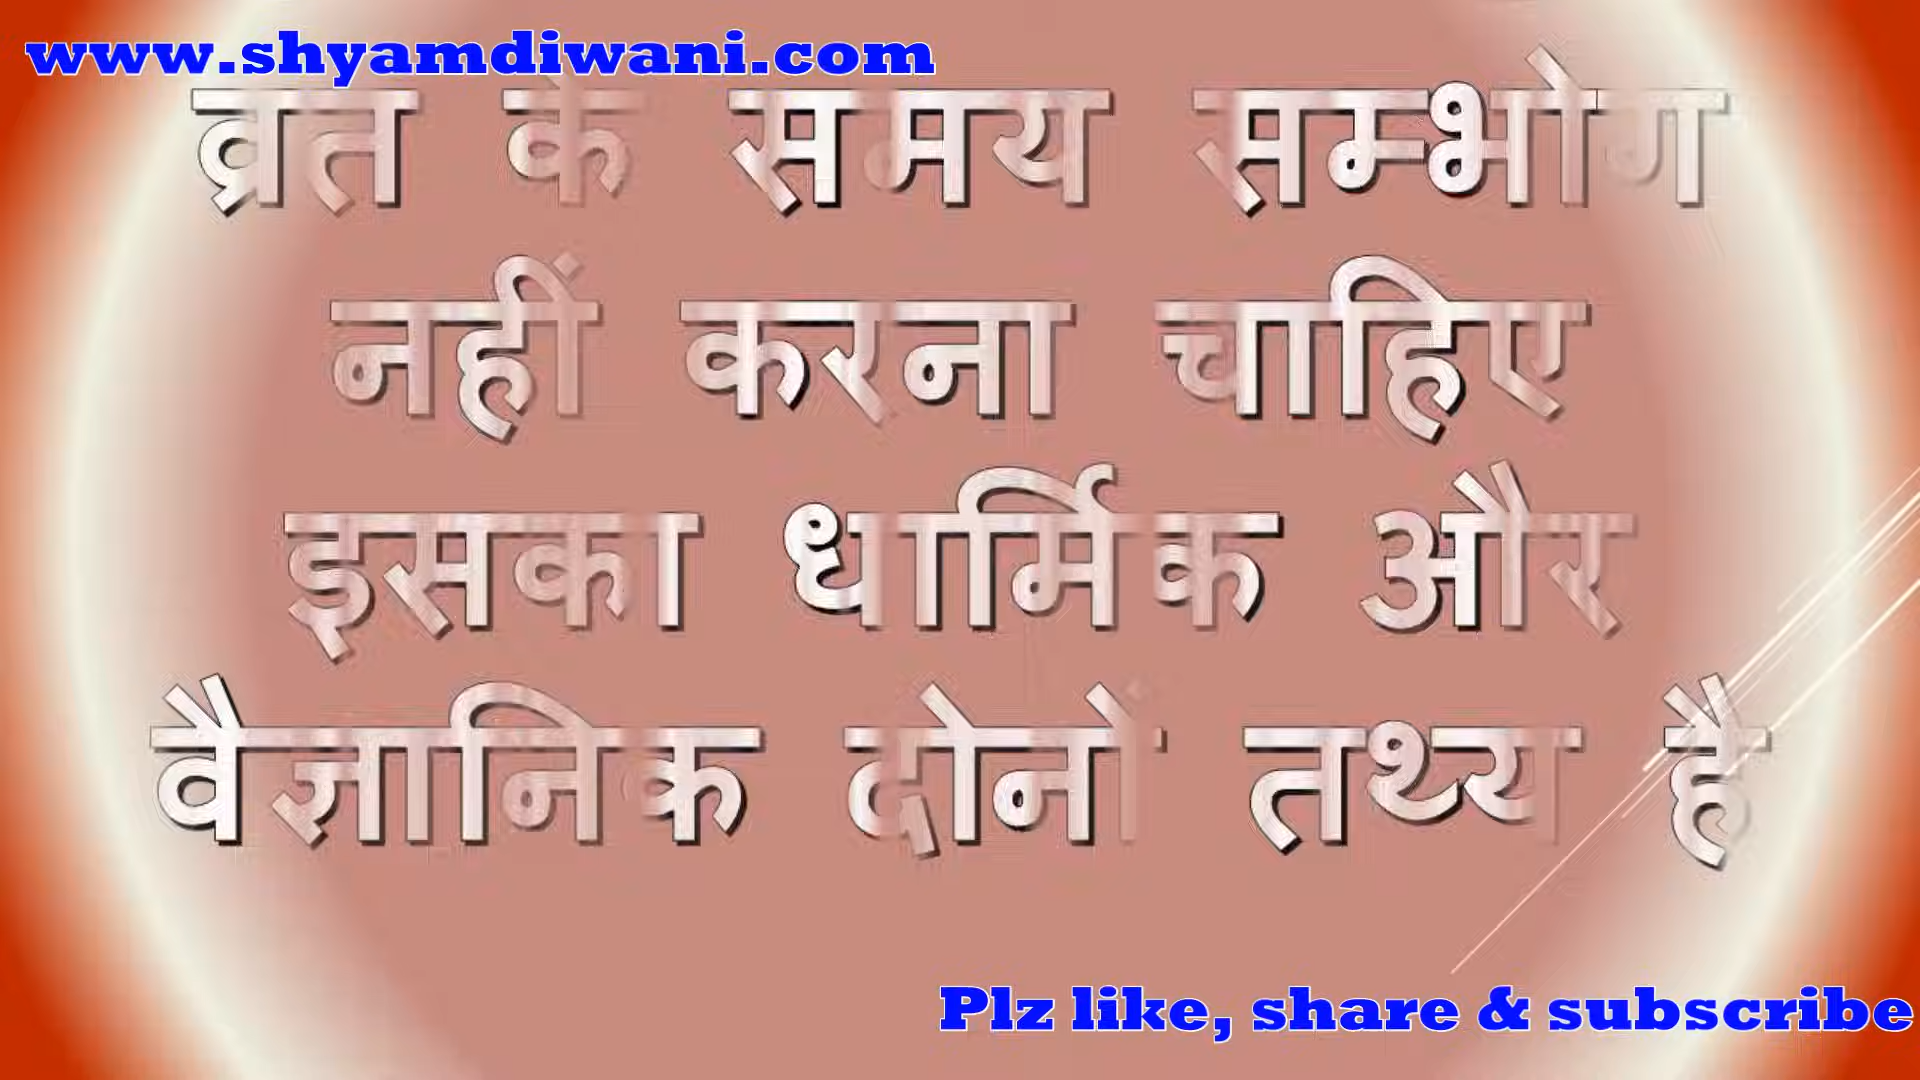 www.shyamdiwani.com
व्रत के समय सम्भोग
नहीं करना चाहिए
इसका धार्मिक और
वैज्ञानिक दोनों तथ्य है
Plz like, share & subscribe